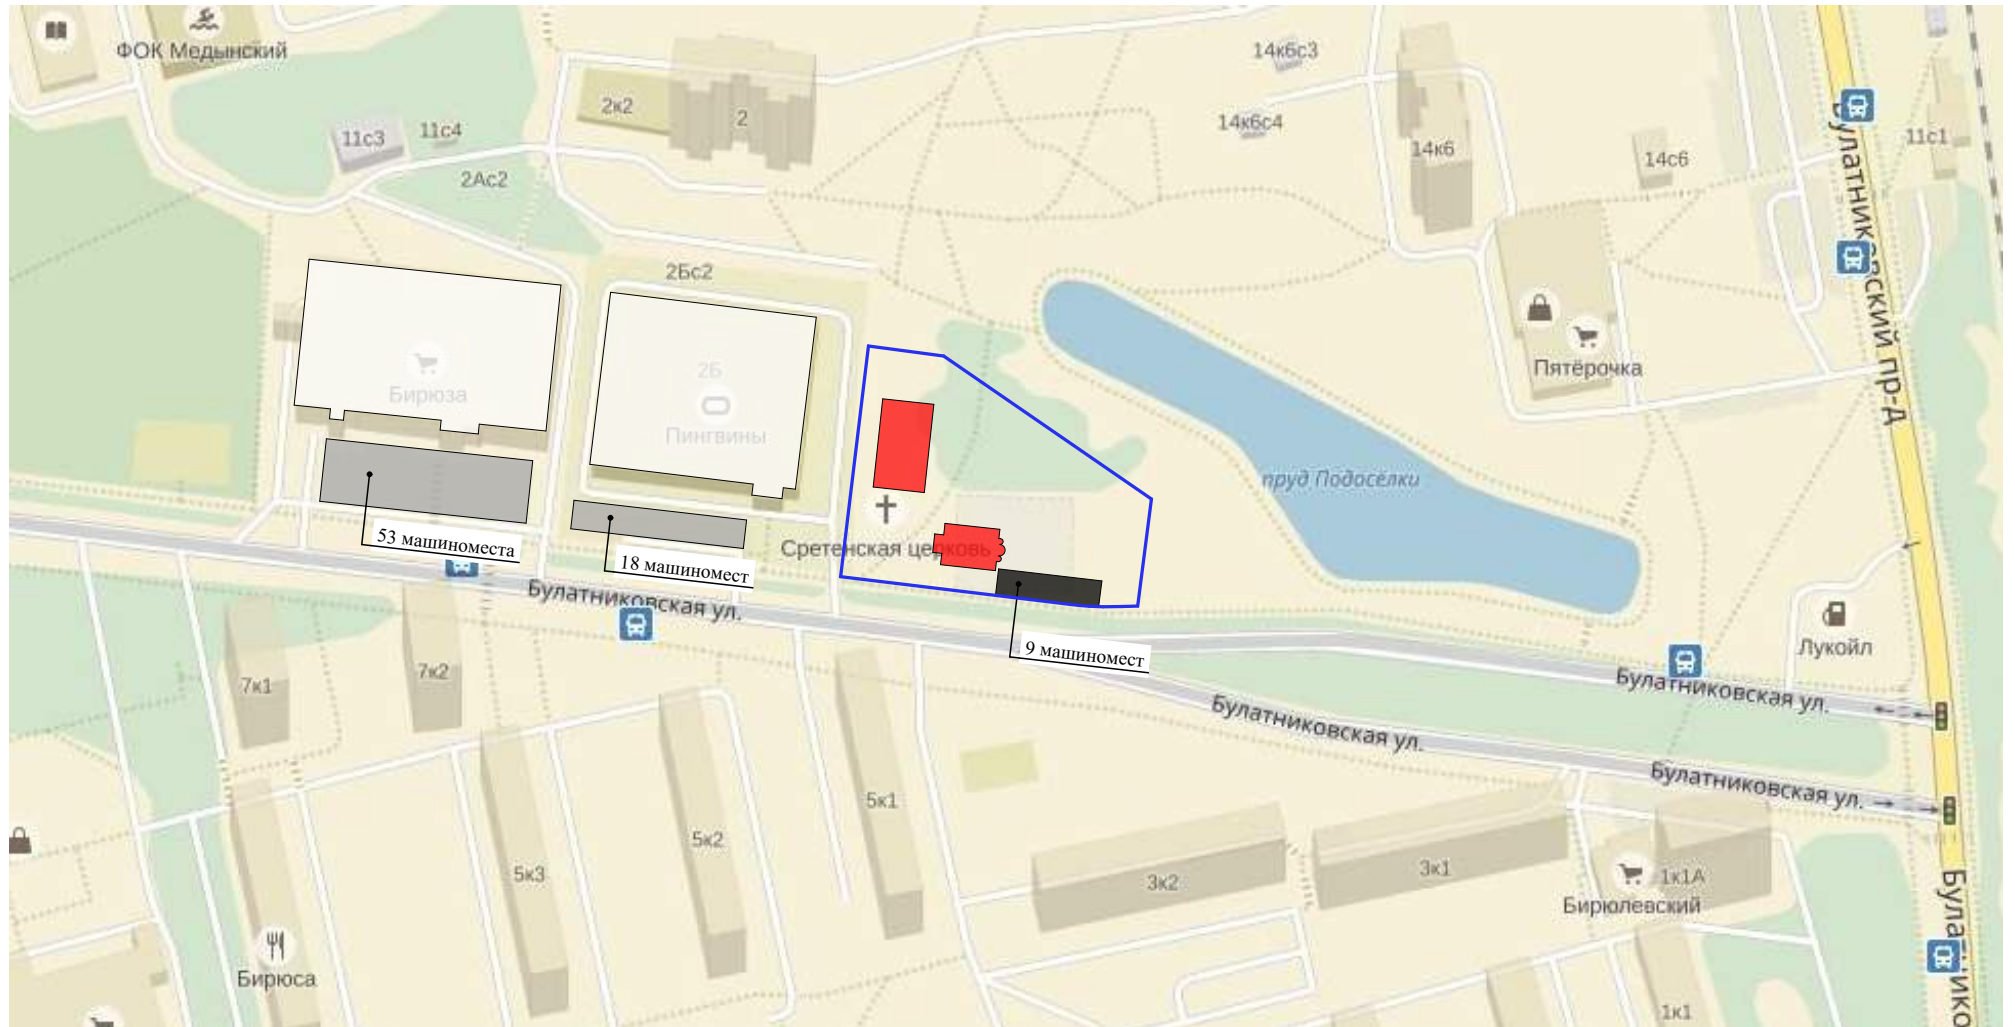 ФОК Медынский
14к6с3
2к2
2
11с3
11с4
14к6с4
14к6
14с6
11с1
2Ас2
Булатниковский пр-д
2Бс2
Бирюза
2Б
Пингвины
Пятёрочка
пруд Подосёлки
Сретенская церковь
53 машиноместа
18 машиномест
Булатниковская ул.
9 машиномест
Лукойл
Булатниковская ул.
Булатниковская ул.
Булатниковская ул.
7к1
7к2
5к1
5к2
5к3
3к2
3к1
1к1А
Бирюлевский
Бирюса
1к1